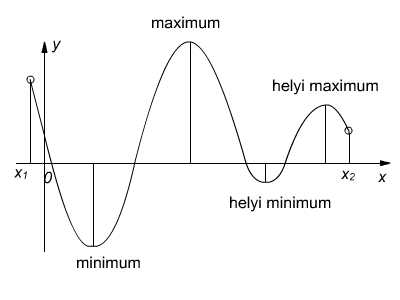 maximum
y
helyi maximum
x₁
0
x₂
x
helyi minimum
minimum